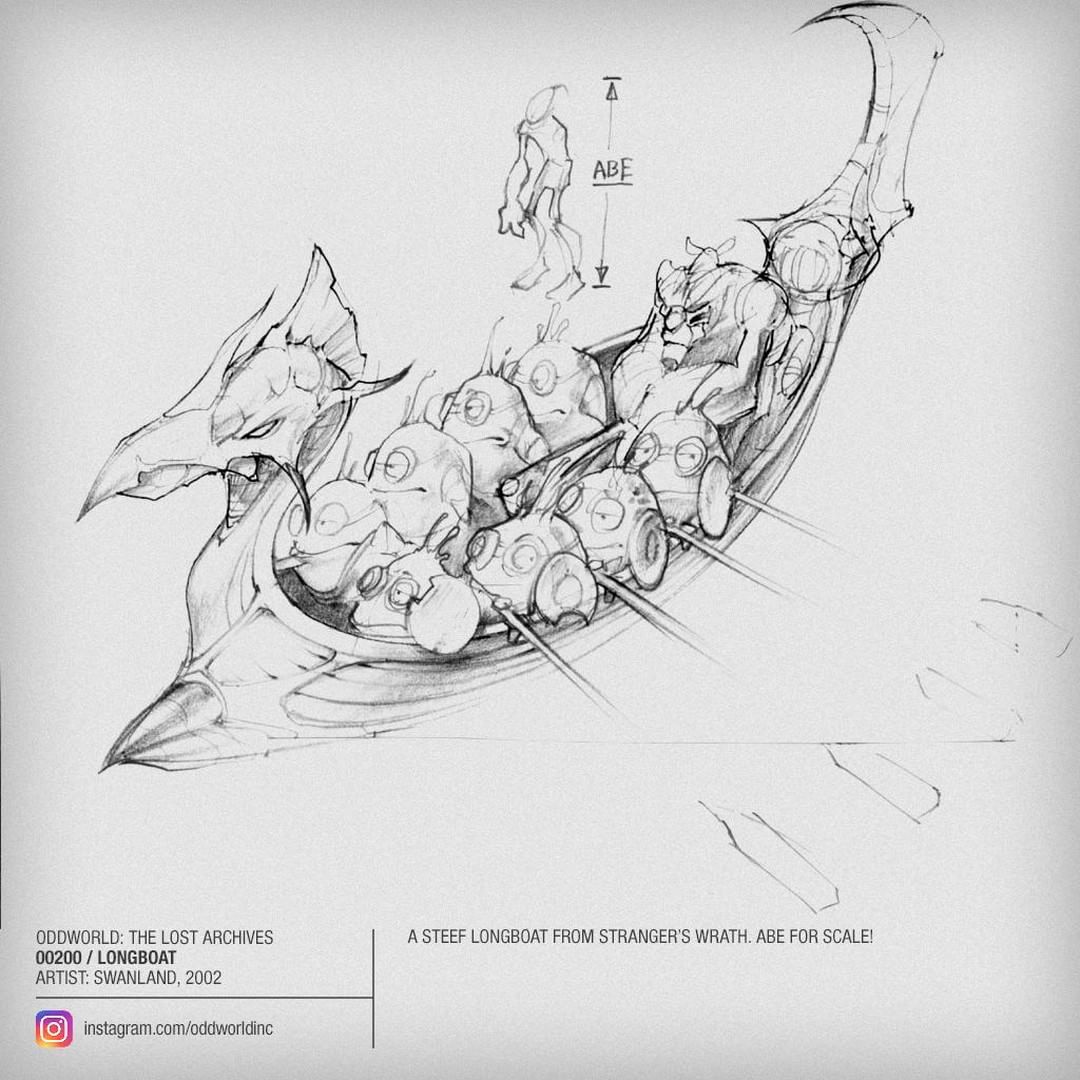 ABE
ODDWORLD: THE LOST ARCHIVES
00200 / LONGBOAT
ARTIST: SWANLAND, 2002
A STEEF LONGBOAT FROM STRANGER'S WRATH. ABE FOR SCALE!
instagram.com/oddworldinc